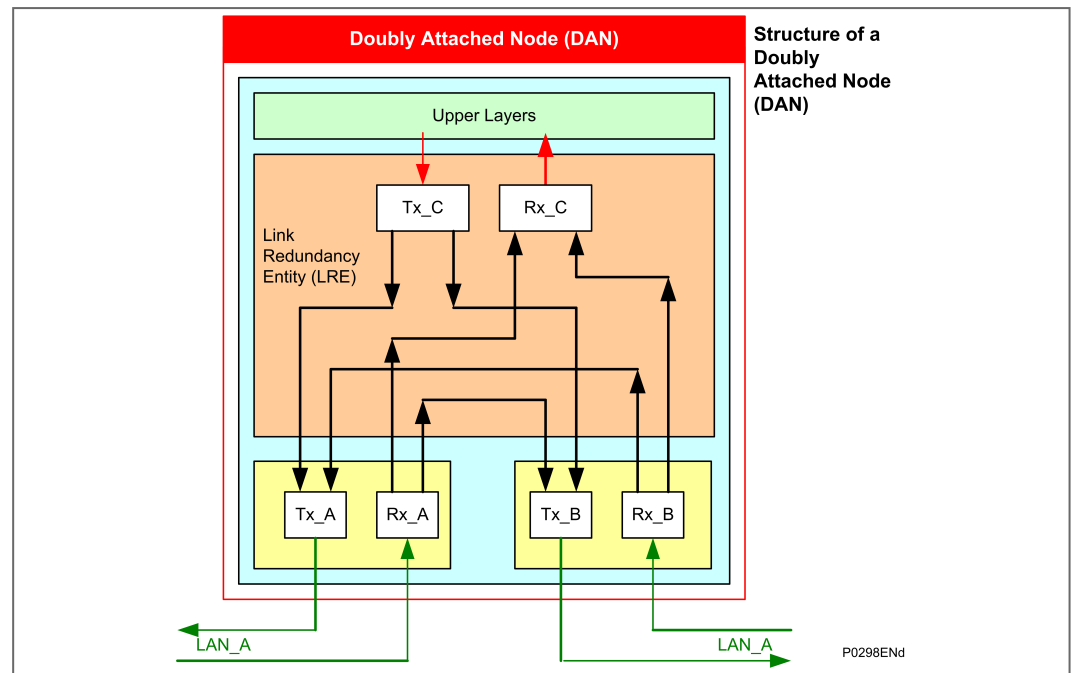 Doubly Attached Node (DAN)
Structure of a
Doubly
Attached Node
(DAN)
Upper Layers
Tx_C
Rx_C
Link
Redundancy
Entity (LRE)
Tx_A
Rx_A
Tx_B
Rx_B
LAN_A
LAN_A
P0298ENd